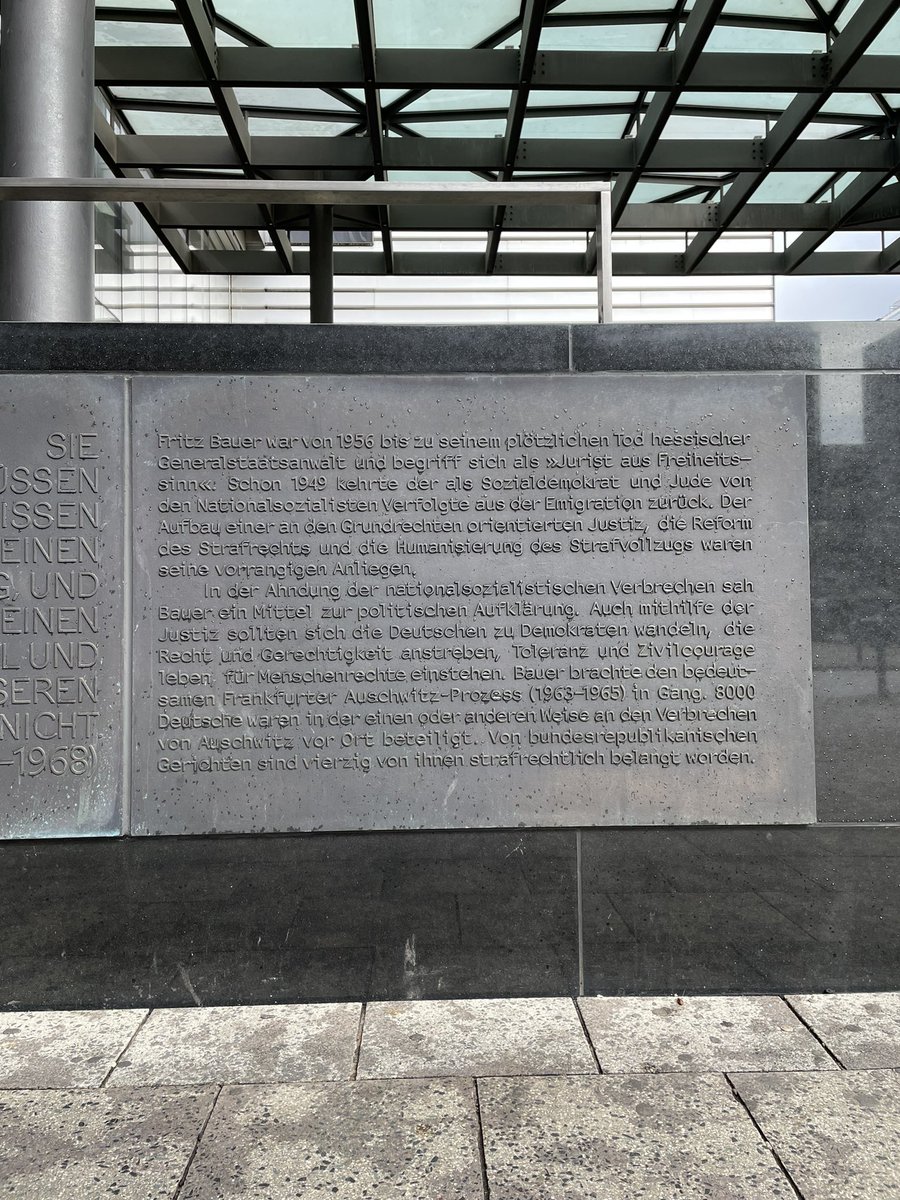 SIE
ÜSSEN
ISSEN
EINEN
G, UND
EINEN
L UND
SEREN
NICHT
–1968)
Fritz Bauer war von 1956 bis zu seinem plötzlichen Tod hessischer
Generalstaatsanwalt und begriff sich als »Jurist aus Freiheits–
sinn«. Schon 1949 kehrte der als Sozialdemokrat und Jude von
den Nationalsozialisten Verfolgte aus der Emigration zurück. Der
Aufbau einer an den Grundrechten orientierten Justiz, die Reform
des Strafrechts und die Humanisierung des Strafvollzugs waren
seine vorrangigen Anliegen.
In der Ahndung der nationalsozialistischen Verbrechen sah
Bauer ein Mittel zur politischen Aufklärung. Auch mithilfe der
Justiz sollten sich die Deutschen zu Demokraten wandeln, die
Recht und Gerechtigkeit anstreben, Toleranz und Zivilcourage
leben, für Menschenrechte einstehen. Bauer brachte den bedeut–
samen Frankfurter Auschwitz–Prozess (1963–1965) in Gang. 8000
Deutsche waren in der einen oder anderen Weise an den Verbrechen
von Auschwitz vor Ort beteiligt. Von bundesrepublikanischen
Gerichten sind vierzig von ihnen strafrechtlich belangt worden.